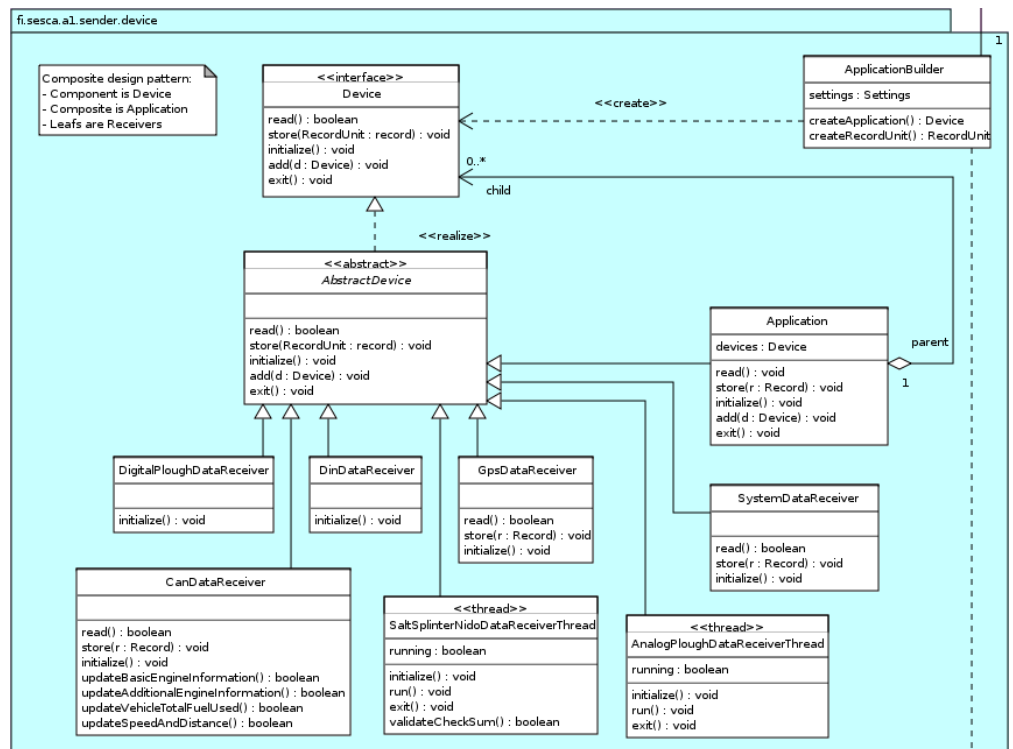 fi.sesca.a1.sender.device
1
Composite design pattern:
- Component is Device
- Composite is Application
- Leafs are Receivers
<<interface>>
Device
read() : boolean
store(RecordUnit : record) : void
initialize() : void
add(d : Device) : void
exit() : void
<<create>>
ApplicationBuilder
settings : Settings
createApplication() : Device
createRecordUnit() : RecordUnit
0..*
child
<<realize>>
<<abstract>>
AbstractDevice
read() : boolean
store(RecordUnit : record) : void
initialize() : void
add(d : Device) : void
exit() : void
Application
devices : Device
read() : void
store(r : Record) : void
initialize() : void
add(d : Device) : void
exit() : void
parent
1
DigitalPloughDataReceiver
initialize() : void
DinDataReceiver
initialize() : void
GpsDataReceiver
read() : boolean
store(r : Record) : void
initialize() : void
SystemDataReceiver
read() : boolean
store(r : Record) : void
initialize() : void
CanDataReceiver
read() : boolean
store(r : Record) : void
initialize() : void
updateBasicEngineInformation() : boolean
updateAdditionalEngineInformation() : boolean
updateVehicleTotalFuelUsed() : boolean
updateSpeedAndDistance() : boolean
<<thread>>
SaltSplinterNidoDataReceiverThread
running : boolean
initialize() : void
run() : void
exit() : void
validateCheckSum() : boolean
<<thread>>
AnalogPloughDataReceiverThread
running : boolean
initialize() : void
run() : void
exit() : void